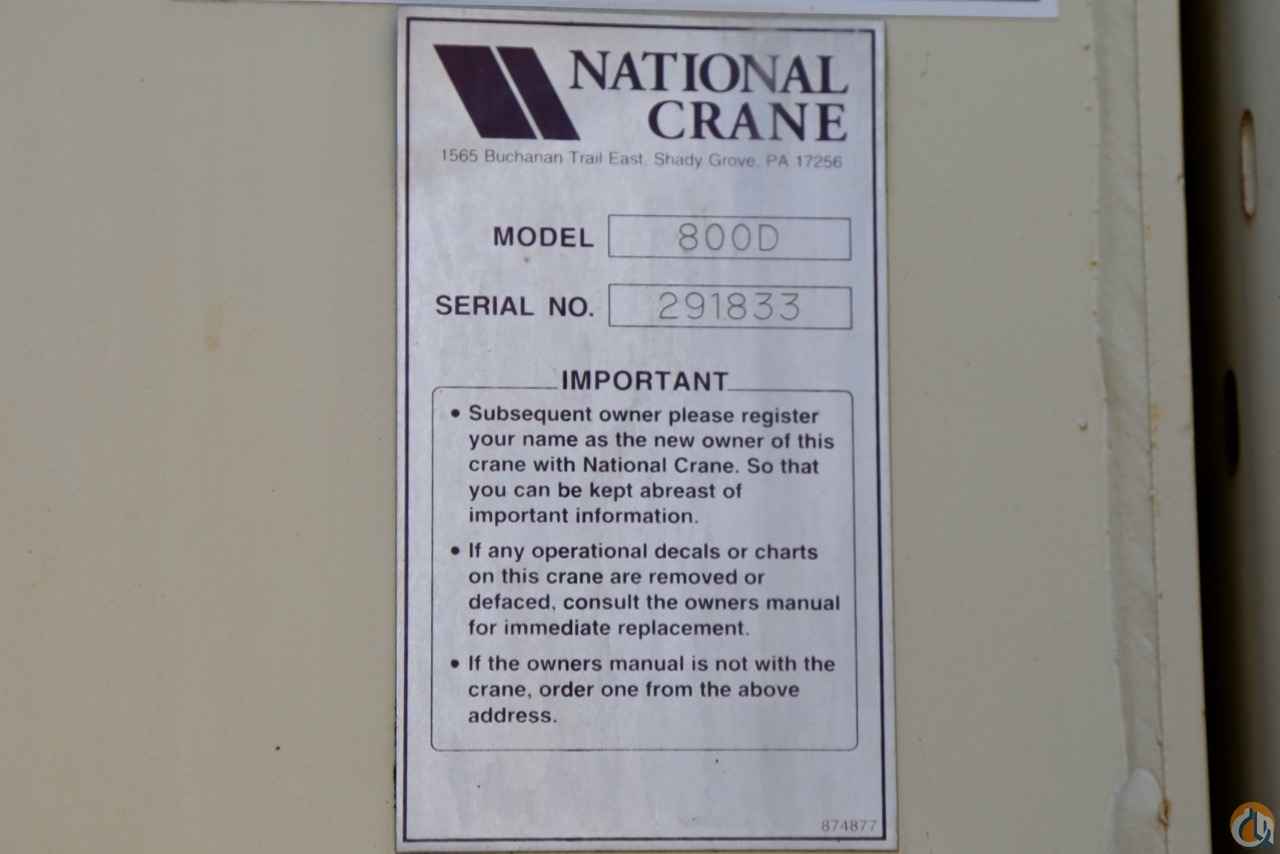 NATIONAL
CRANE
1565 Buchanan Trail East, Shady Grove, PA 17256
MODEL 800D
SERIAL NO. 291833
IMPORTANT
• Subsequent owner please register
your name as the new owner of this
crane with National Crane. So that
you can be kept abreast of
important information.
• If any operational decals or charts
on this crane are removed or
defaced, consult the owners manual
for immediate replacement.
• If the owners manual is not with the
crane, order one from the above
address.
874877